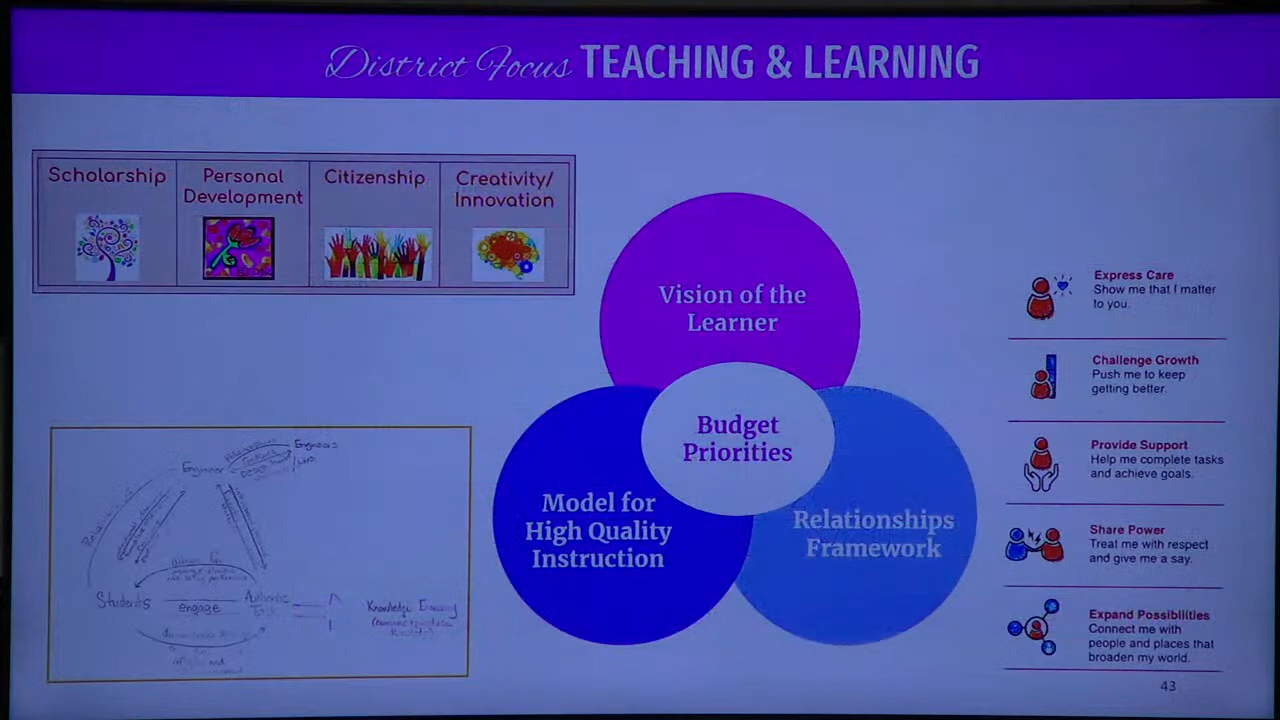 District Focus TEACHING & LEARNING
Scholarship
Personal
Development
Citizenship
Creativity/
Innovation
Vision of the
Learner
Budget
Priorities
Model for
High Quality
Instruction
Relationships
Framework
Express Care
Show me that I matter
to you.
Challenge Growth
Push me to keep
getting better.
Provide Support
Help me complete tasks
and achieve goals.
Share Power
Treat me with respect
and give me a say.
Expand Possibilities
Connect me with
people and places that
broaden my world.
Engineer
Students
engage
Authentic
43